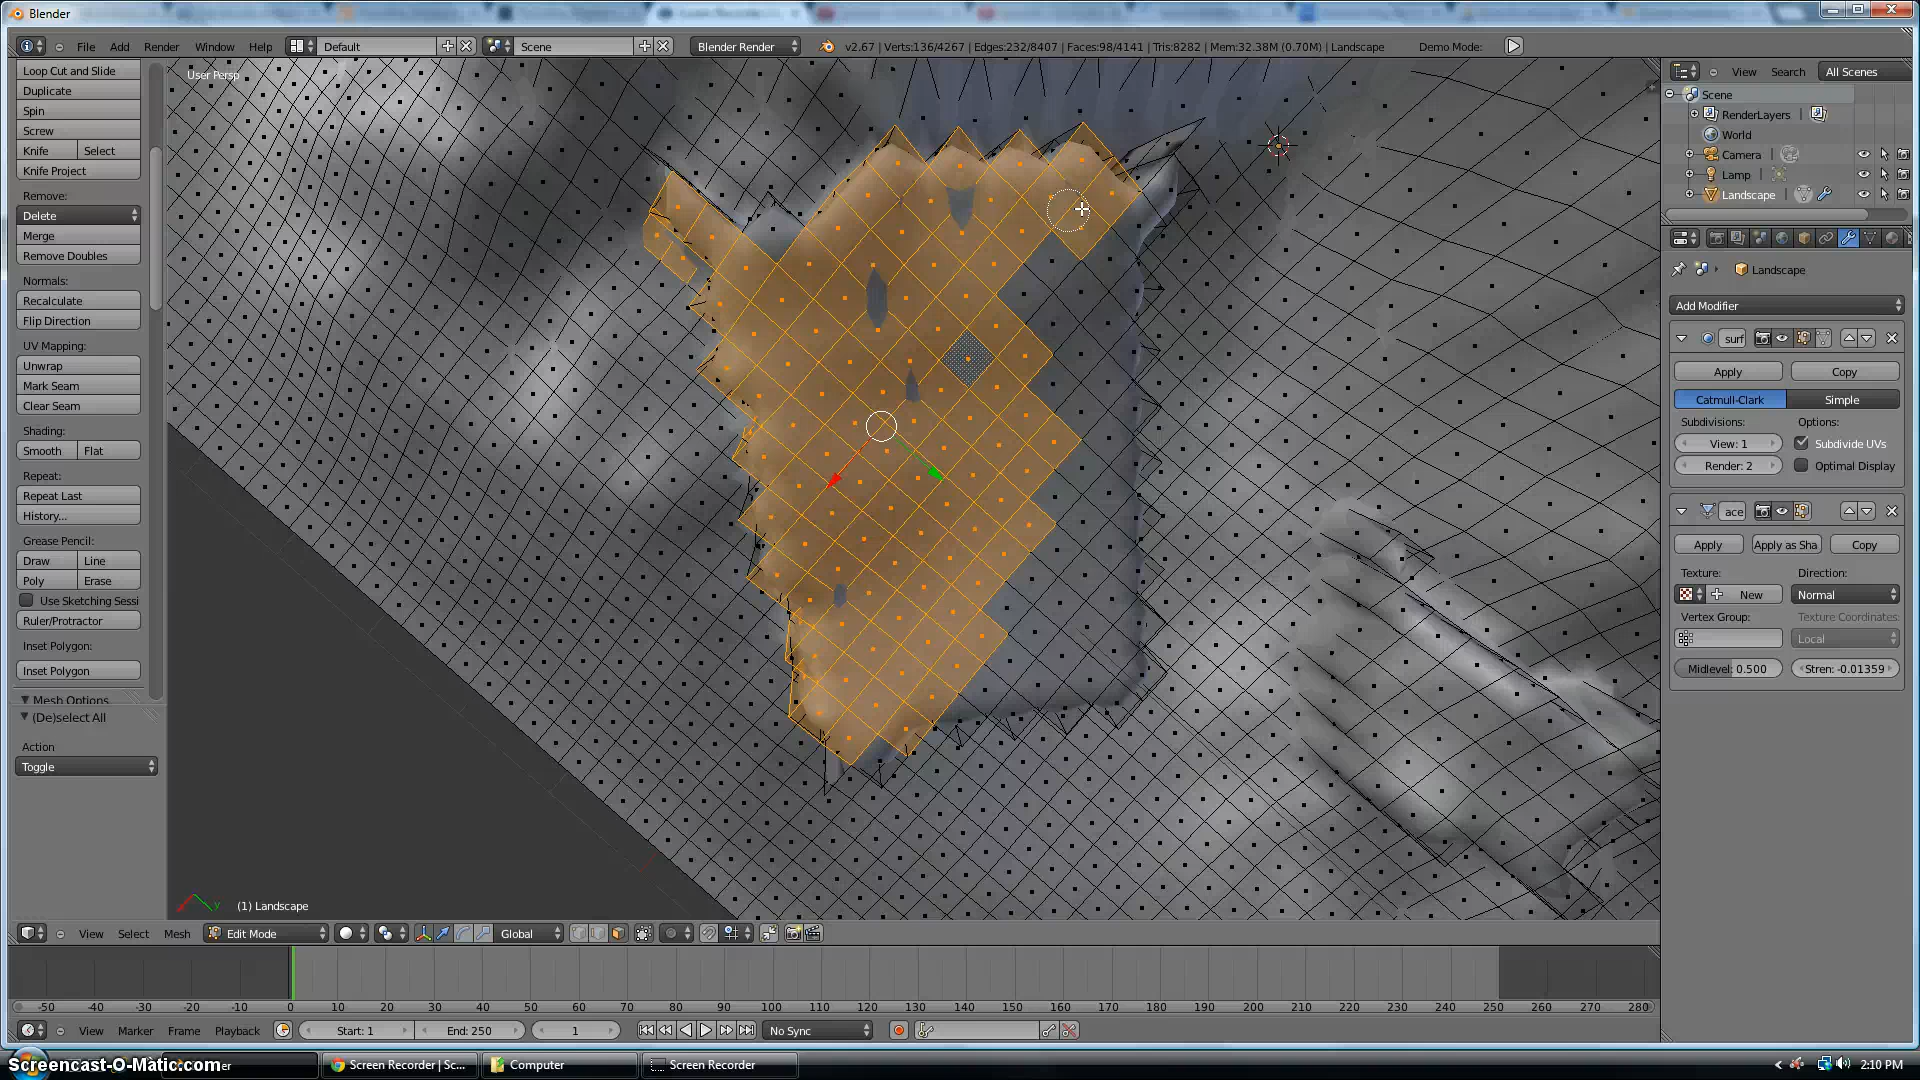 Blender
File Add Render Window Help Default Scene Blender Render v2.67 | Verts:136/4267 | Edges:232/8407 | Faces:98/4141 | Tris:8282 | Mem:32.38M (0.70M) | Landscape Demo Mode:
Loop Cut and Slide
Duplicate
Spin
Screw
Knife Select
Knife Project
Remove:
Delete
Merge
Remove Doubles
Normals:
Recalculate
Flip Direction
UV Mapping:
Unwrap
Mark Seam
Clear Seam
Shading:
Smooth Flat
Repeat:
Repeat Last
History...
Grease Pencil:
Draw Line
Poly Erase
Use Sketching Sessi
Ruler/Protractor
Inset Polygon:
Inset Polygon
Mesh Options
(De)select All
Action
Toggle
User Persp
(1) Landscape
View Search All Scenes
Scene
RenderLayers
World
Camera
Lamp
Landscape
Landscape
Add Modifier
surf
Apply Copy
Catmull-Clark Simple
Subdivisions: Options:
View: 1 Subdivide UVs
Render: 2 Optimal Display
ace
Apply Apply as Sha Copy
Texture: Direction:
New Normal
Vertex Group: Texture Coordinates:
Local
Midlevel: 0.500 Stren: -0.01359
View Select Mesh Edit Mode Global
-50 -40 -30 -20 -10 0 10 20 30 40 50 60 70 80 90 100 110 120 130 140 150 160 170 180 190 200 210 220 230 240 250 260 270 280
View Marker Frame Playback Start: 1 End: 250 1 No Sync
Screencast-O-Matic.com
Screen Recorder | Sc... Computer Screen Recorder 2:10 PM